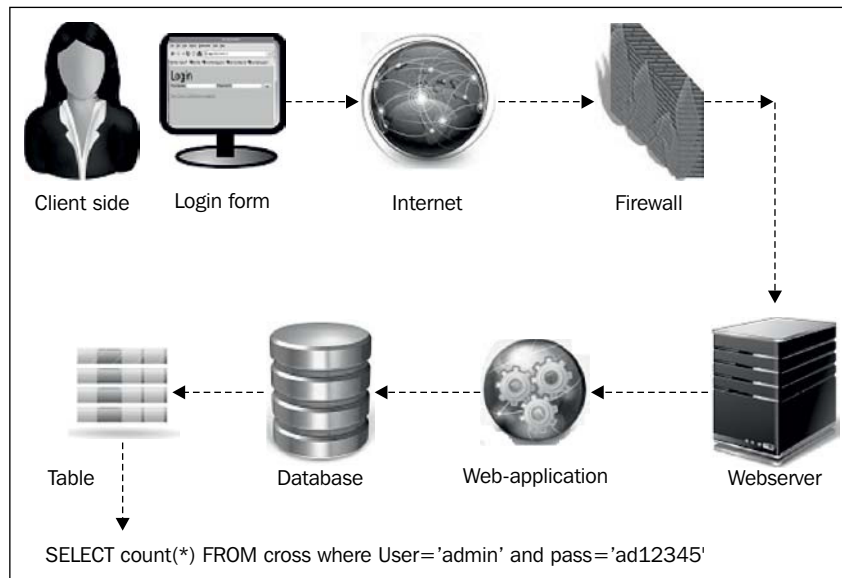 Login
Client side
Login form
Internet
Firewall
Table
Database
Web-application
Webserver
SELECT count(*) FROM cross where User=’admin’ and pass=’ad12345'